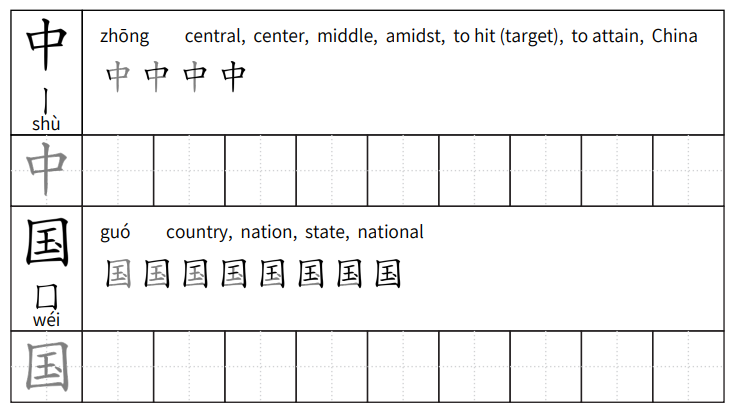 中 zhōng central, center, middle, amidst, to hit (target), to attain, China
中 中 中 中
丨
shù
中
国 guó country, nation, state, national
国 国 国 国 国 国 国 国
囗
wéi
国